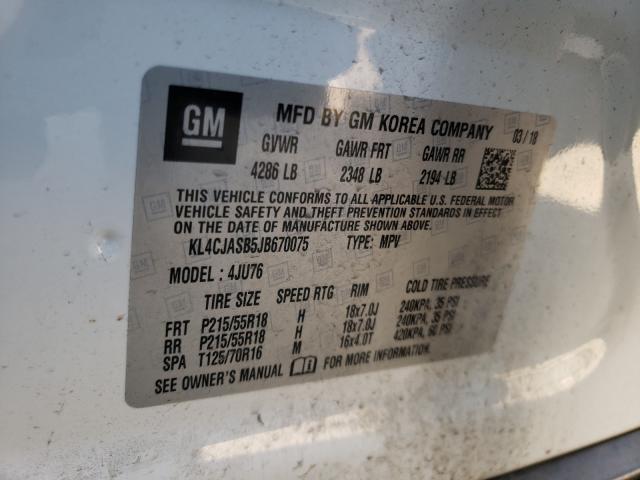 GM
MFD BY GM KOREA COMPANY 03/18
GVWR GAWR FRT GAWR RR
4286 LB 2348 LB 2194 LB
THIS VEHICLE CONFORMS TO ALL APPLICABLE U.S. FEDERAL MOTOR
VEHICLE SAFETY AND THEFT PREVENTION STANDARDS IN EFFECT
ON THE DATE OF MANUFACTURE SHOWN ABOVE.
KL4CJASB5JB670075 TYPE: MPV
MODEL: 4JU76
TIRE SIZE SPEED RTG RIM COLD TIRE PRESSURE
FRT P215/55R18 H 18x7.0J 240KPA, 35 PSI
RR P215/55R18 H 18x7.0J 240KPA, 35 PSI
SPA T125/70R16 M 16x4.0T 420KPA, 60 PSI
SEE OWNER'S MANUAL FOR MORE INFORMATION